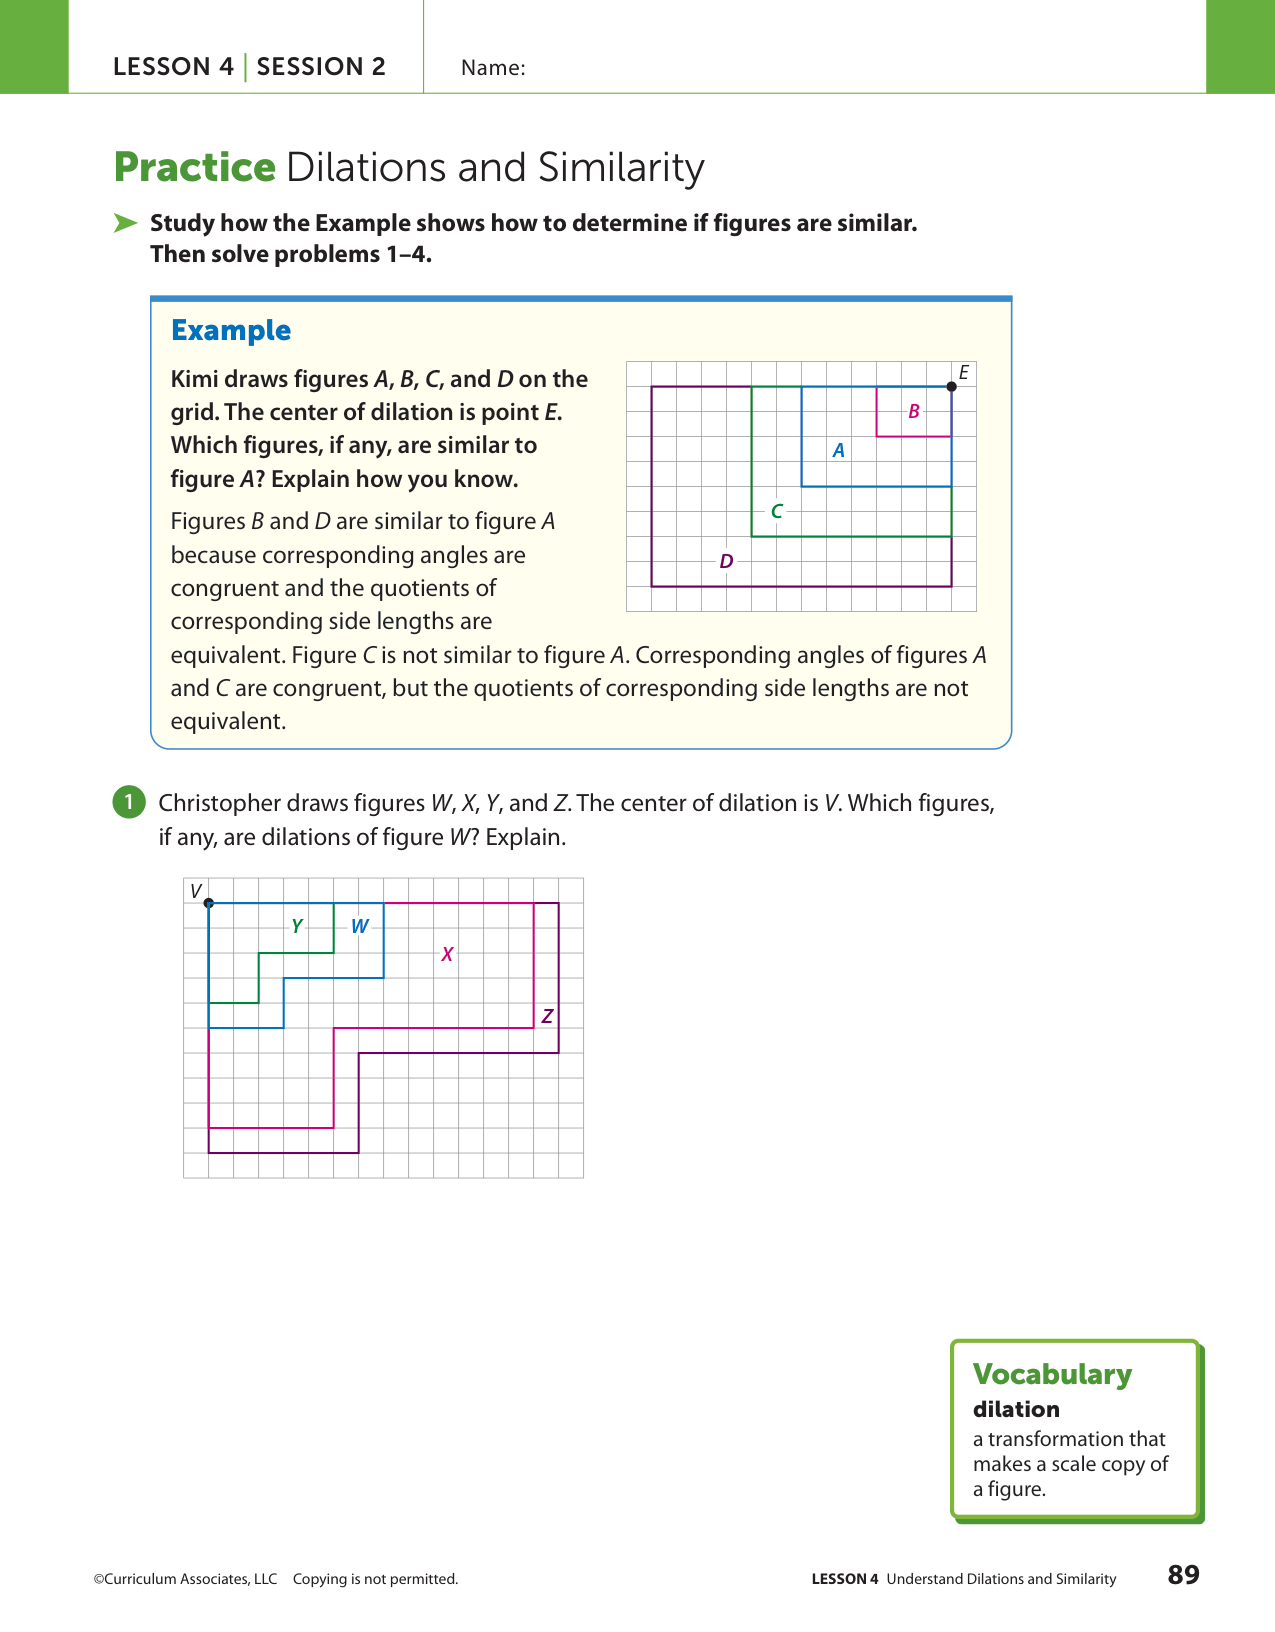 LESSON 4 | SESSION 2
Name:
Practice Dilations and Similarity
Study how the Example shows how to determine if figures are similar.
Then solve problems 1–4.
Example
Kimi draws figures A, B, C, and D on the
grid. The center of dilation is point E.
Which figures, if any, are similar to
figure A? Explain how you know.
Figures B and D are similar to figure A
because corresponding angles are
congruent and the quotients of
corresponding side lengths are
equivalent. Figure C is not similar to figure A. Corresponding angles of figures A
and C are congruent, but the quotients of corresponding side lengths are not
equivalent.
E
B
A
C
D
1 Christopher draws figures W, X, Y, and Z. The center of dilation is V. Which figures,
if any, are dilations of figure W? Explain.
V
Y
W
X
Z
Vocabulary
dilation
a transformation that
makes a scale copy of
a figure.
©Curriculum Associates, LLC Copying is not permitted.
LESSON 4 Understand Dilations and Similarity
89